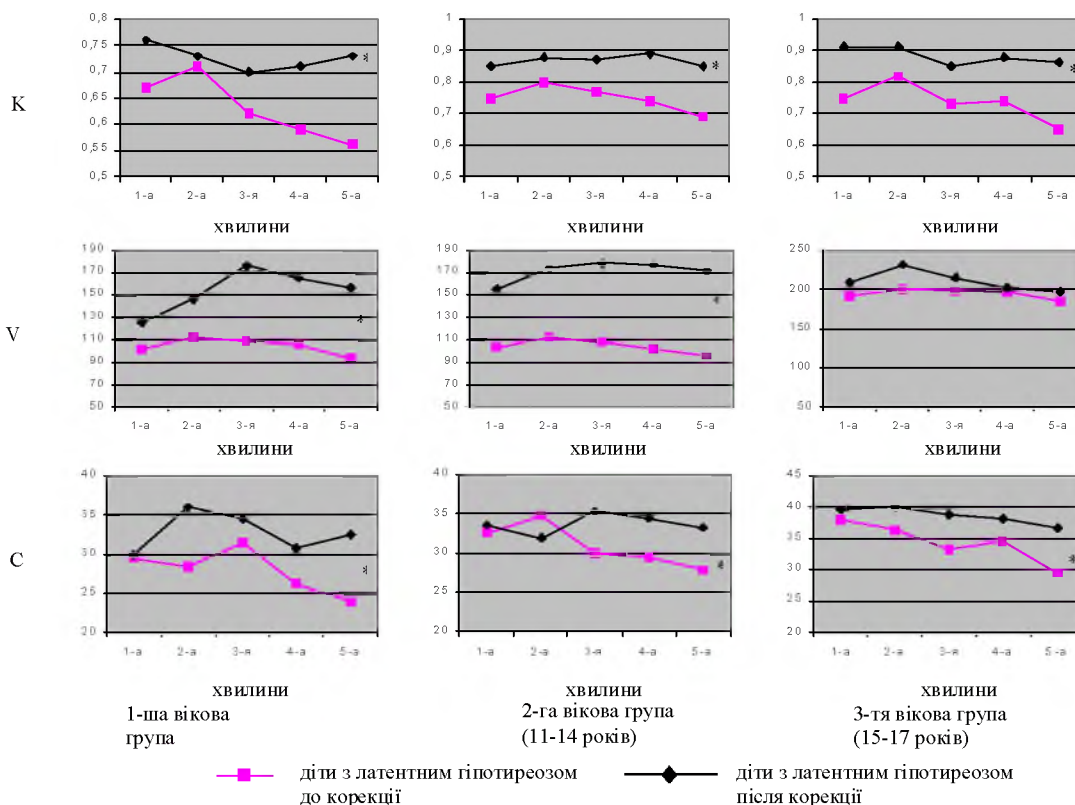 0,8
0,75
0,7
0,65
0,6
0,55
0,5
1-а 2-а 3-я 4-а 5-а
*
хвилини
1
0,9
0,8
0,7
0,6
0,5
1-а 2-а 3-я 4-а 5-а
*
хвилини
1
0,9
0,8
0,7
0,6
0,5
1-а 2-а 3-я 4-а 5-а
*
хвилини
К
190
170
150
130
110
90
70
50
1-а 2-а 3-я 4-а 5-а
*
хвилини
190
170
150
130
110
90
70
50
1-а 2-а 3-я 4-а 5-а
*
хвилини
250
200
150
100
50
1-а 2-а 3-я 4-а 5-а
хвилини
V
40
35
30
25
20
1-а 2-а 3-я 4-а 5-а
*
хвилини
40
35
30
25
20
1-а 2-а 3-я 4-а 5-а
*
хвилини
45
40
35
30
25
20
1-а 2-а 3-я 4-а 5-а
*
хвилини
С
1-ша вікова
група
2-га вікова група
(11-14 років)
3-тя вікова група
(15-17 років)
діти з латентним гіпотиреозом
до корекції
діти з латентним гіпотиреозом
після корекції